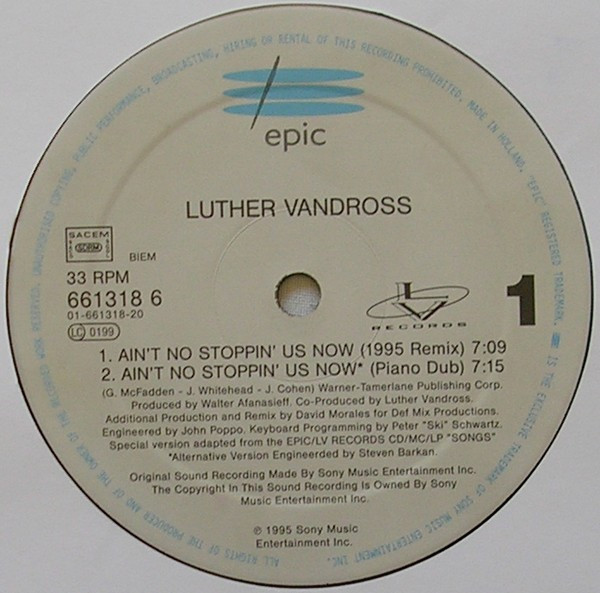 epic
LUTHER VANDROSS
SACEM
SACD
SDRM
SGDL
BIEM
33 RPM
661318 6
01-661318-20
LC 0199
LV
RECORDS
1
1. AIN'T NO STOPPIN' US NOW (1995 Remix) 7:09
2. AIN'T NO STOPPIN' US NOW* (Piano Dub) 7:15
(G. McFadden - J. Whitehead - J. Cohen) Warner-Tamerlane Publishing Corp.
Produced by Walter Afanasieff. Co-Produced by Luther Vandross.
Additional Production and Remix by David Morales for Def Mix Productions.
Engineered by John Poppo. Keyboard Programming by Peter "Ski" Schwartz.
Special version adapted from the EPIC/LV RECORDS CD/MC/LP "SONGS"
*Alternative Version Engineerded by Steven Barkan.
Original Sound Recording Made By Sony Music Entertainment Inc.
The Copyright In This Sound Recording Is Owned By Sony
Music Entertainment Inc.
℗ 1995 Sony Music
Entertainment Inc.
ALL RIGHTS OF THE PRODUCER AND OF THE OWNER OF THE RECORDED WORK RESERVED. UNAUTHORISED COPYING, PUBLIC PERFORMANCE, BROADCASTING, HIRING OR RENTAL OF THIS RECORDING PROHIBITED. MADE IN HOLLAND. "EPIC" REGISTERED TRADEMARK. IS THE EXCLUSIVE TRADEMARK OF SONY MUSIC ENTERTAINMENT INC.